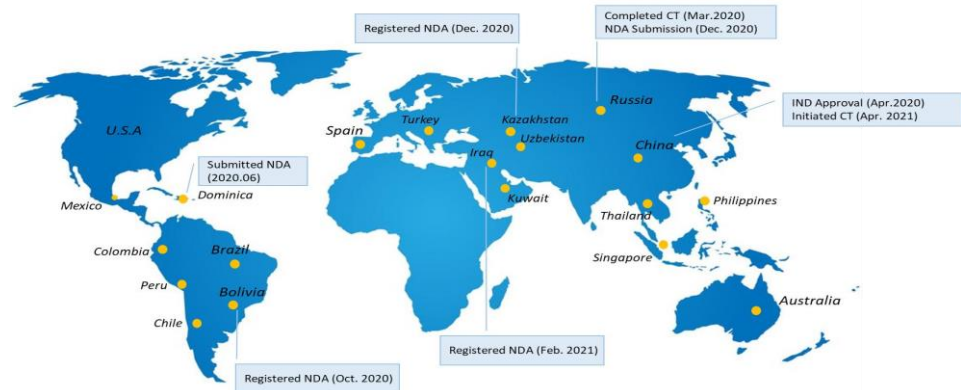 Registered NDA (Dec. 2020)
Completed CT (Mar.2020)
NDA Submission (Dec. 2020)
IND Approval (Apr.2020)
Initiated CT (Apr. 2021)
Russia
U.S.A
Spain
Turkey
Kazakhstan
Uzbekistan
China
Iraq
Submitted NDA
(2020.06)
Dominica
Kuwait
Mexico
Thailand
Philippines
Colombia
Brazil
Singapore
Peru
Bolivia
Australia
Chile
Registered NDA (Feb. 2021)
Registered NDA (Oct. 2020)